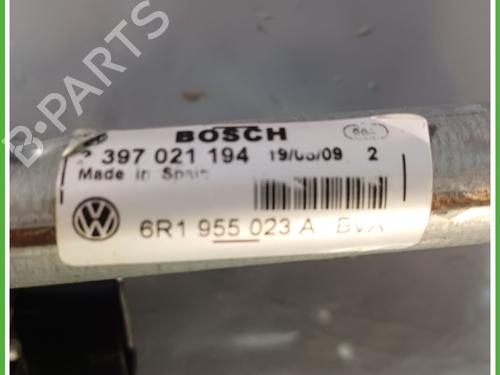 B-PARTS
BOSCH
397 021 194 19/08/09 2
Made in Spain
6R1 955 023 A BVX